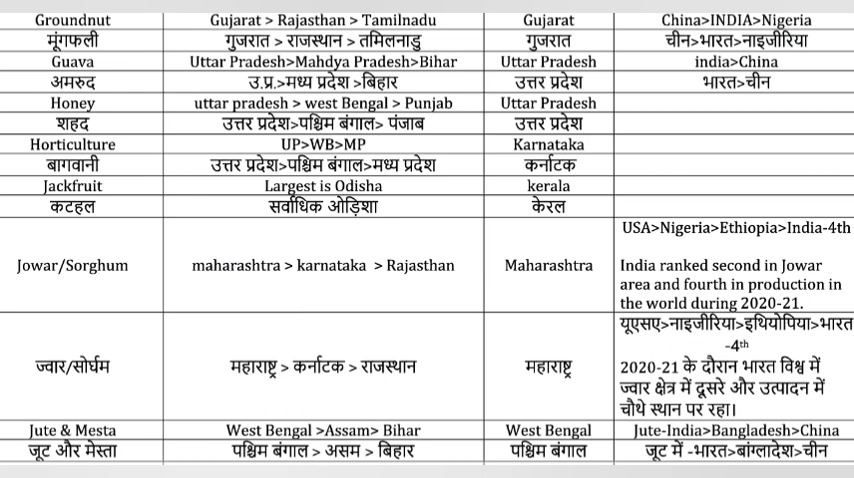 Groundnut Gujarat > Rajasthan > Tamilnadu Gujarat China>INDIA>Nigeria
मूंगफली गुजरात > राजस्थान > तमिलनाडु गुजरात चीन>भारत>नाइजीरिया
Guava Uttar Pradesh>Mahdya Pradesh>Bihar Uttar Pradesh india>China
अमरुद उ.प्र.>मध्य प्रदेश >बिहार उत्तर प्रदेश भारत>चीन
Honey uttar pradesh > west Bengal > Punjab Uttar Pradesh
शहद उत्तर प्रदेश>पश्चिम बंगाल> पंजाब उत्तर प्रदेश
Horticulture UP>WB>MP Karnataka
बागवानी उत्तर प्रदेश>पश्चिम बंगाल>मध्य प्रदेश कर्नाटक
Jackfruit Largest is Odisha kerala
कटहल सर्वाधिक ओड़िशा केरल
Jowar/Sorghum maharashtra > karnataka > Rajasthan Maharashtra USA>Nigeria>Ethiopia>India-4th
India ranked second in Jowar
area and fourth in production in
the world during 2020-21.
ज्वार/सोर्घम महाराष्ट्र > कर्नाटक > राजस्थान महाराष्ट्र यूएसए>नाइजीरिया>इथियोपिया>भारत
-4th
2020-21 के दौरान भारत विश्व में
ज्वार क्षेत्र में दूसरे और उत्पादन में
चौथे स्थान पर रहा।
Jute & Mesta West Bengal >Assam> Bihar West Bengal Jute-India>Bangladesh>China
जूट और मेस्ता पश्चिम बंगाल > असम > बिहार पश्चिम बंगाल जूट में -भारत>बांग्लादेश>चीन